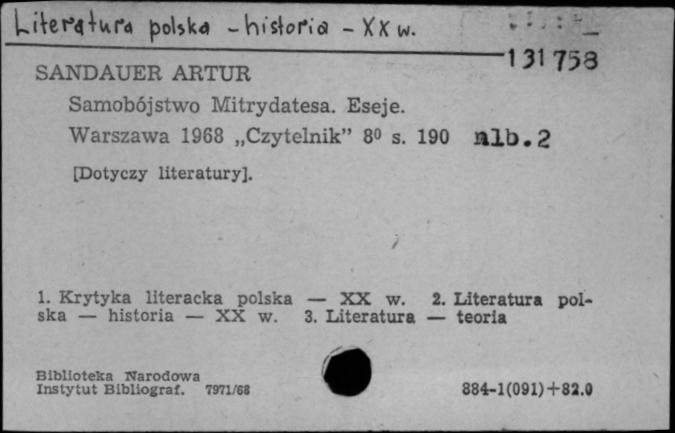 Literatura polska - historia - XX w.
131758
SANDAUER ARTUR
Samobójstwo Mitrydatesa. Eseje.
Warszawa 1968 „Czytelnik” 8⁰ s. 190 nlb.2
[Dotyczy literatury].
1. Krytyka literacka polska — XX w. 2. Literatura pol-
ska — historia — XX w. 3. Literatura — teoria
Biblioteka Narodowa
Instytut Bibliograf. 7971/68
884-1(091)+82.0